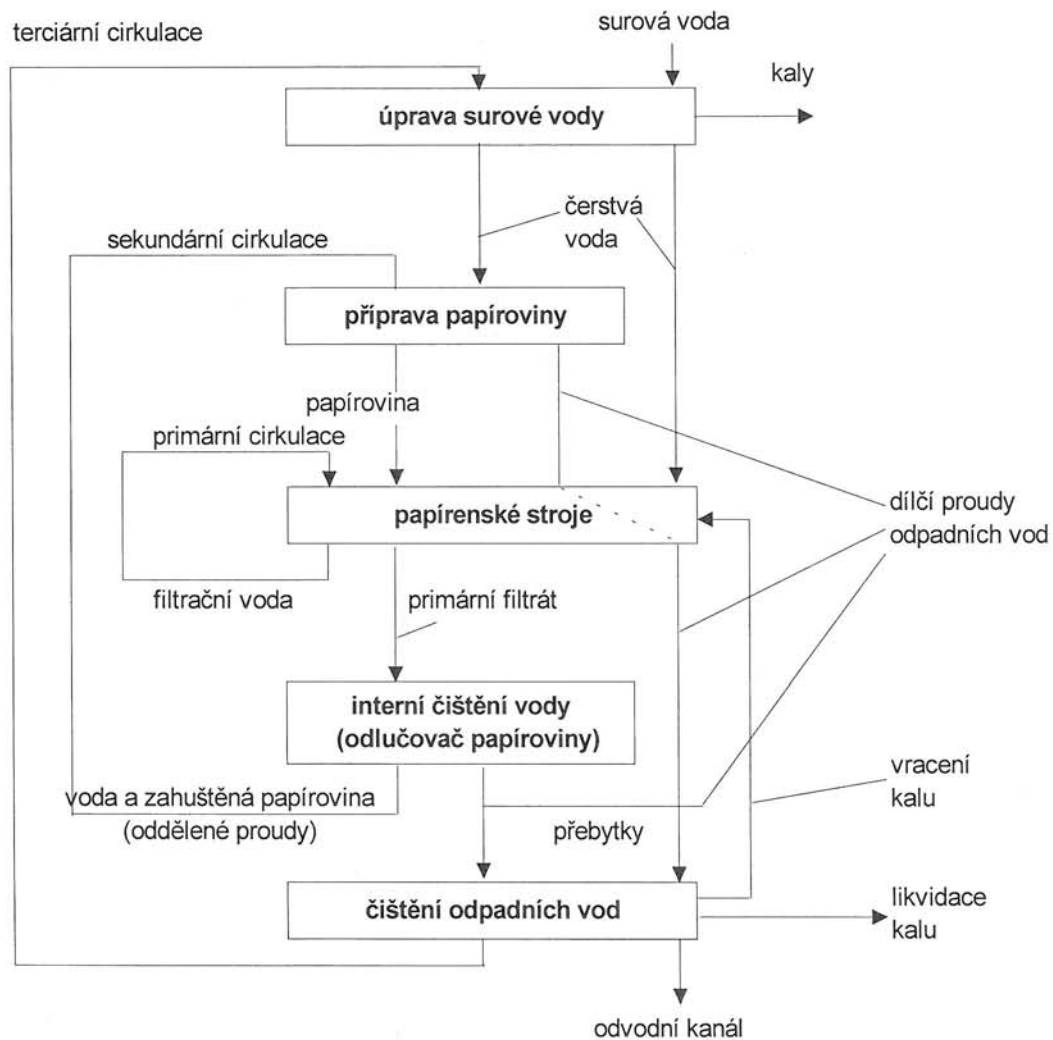 terciární cirkulace
surová voda
kaly
úprava surové vody
čerstvá
voda
sekundární cirkulace
příprava papíroviny
papírovina
primární cirkulace
papírenské stroje
dílčí proudy
odpadních vod
filtrační voda
primární filtrát
interní čištění vody
(odlučovač papíroviny)
vracení
kalu
voda a zahuštěná papírovina
(oddělené proudy)
přebytky
čištění odpadních vod
likvidace
kalu
odvodní kanál